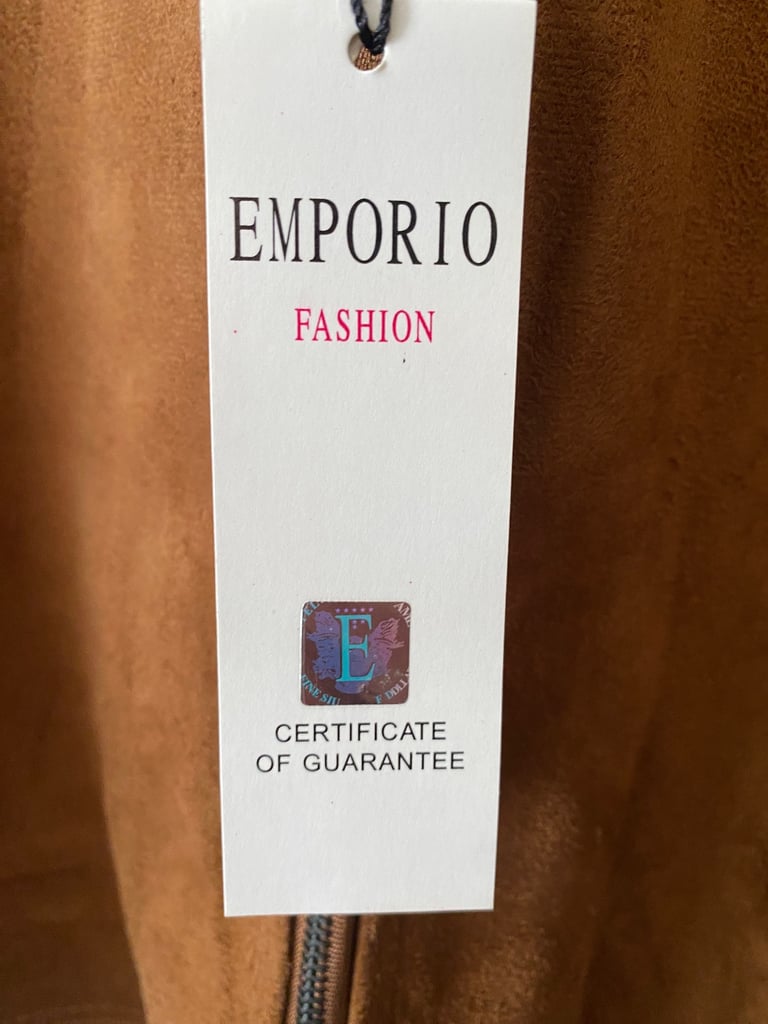 EMPORIO
FASHION
E
CERTIFICATE
OF GUARANTEE